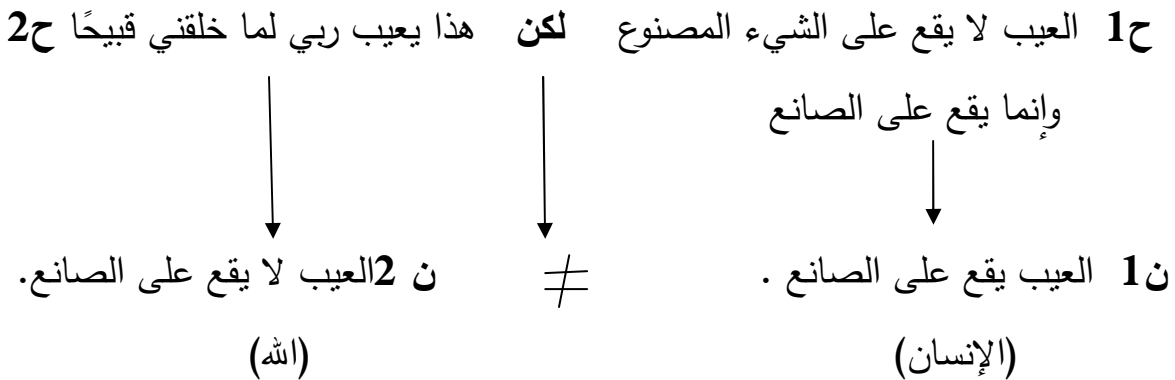 ح1 العيب لا يقع على الشيء المصنوع لكن هذا يعيب ربي لما خلقتني قبيحًا ح2
وإنما يقع على الصانع
ن1 العيب يقع على الصانع . ≠ ن 2العيب لا يقع على الصانع.
(الإنسان) (الله)